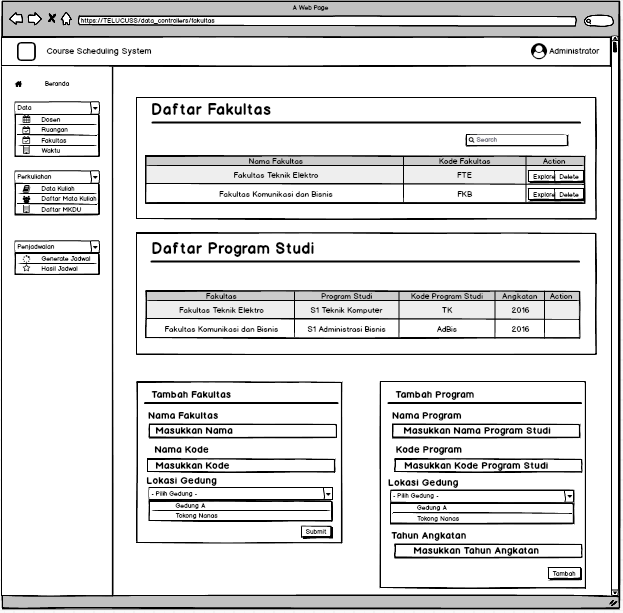 A Web Page
https://TELUCUSS/data_controllers/fakultas
Course Scheduling System
Administrator
Beranda
Data
Dosen
Ruangan
Fakultas
Waktu
Perkuliahan
Data Kuliah
Daftar Mata Kuliah
Daftar MKDU
Penjadwalan
Generate Jadwal
Hasil Jadwal
Daftar Fakultas
Search
Nama Fakultas Kode Fakultas Action
Fakultas Teknik Elektro FTE Explore Delete
Fakultas Komunikasi dan Bisnis FKB Explore Delete
Daftar Program Studi
Fakultas Program Studi Kode Program Studi Angkatan Action
Fakultas Teknik Elektro S1 Teknik Komputer TK 2016
Fakultas Komunikasi dan Bisnis S1 Administrasi Bisnis AdBis 2016
Tambah Fakultas
Nama Fakultas
Masukkan Nama
Nama Kode
Masukkan Kode
Lokasi Gedung
- Pilih Gedung -
Gedung A
Tokong Nanas
Submit
Tambah Program
Nama Program
Masukkan Nama Program Studi
Kode Program
Masukkan Kode Program Studi
Lokasi Gedung
- Pilih Gedung -
Gedung A
Tokong Nanas
Tahun Angkatan
Masukkan Tahun Angkatan
Tambah